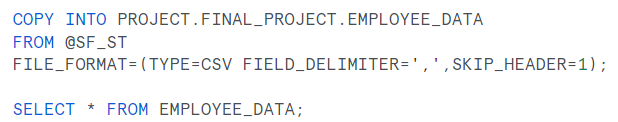 COPY INTO PROJECT.FINAL_PROJECT.EMPLOYEE_DATA
FROM @SF_ST
FILE_FORMAT=(TYPE=CSV FIELD_DELIMITER=',',SKIP_HEADER=1);
SELECT * FROM EMPLOYEE_DATA;